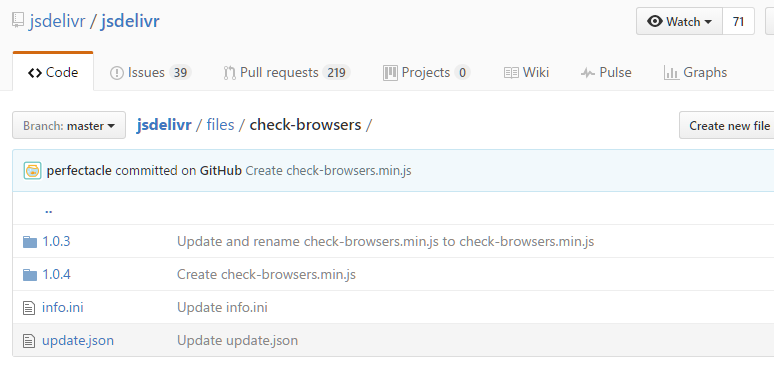 jsdelivr / jsdelivr
Watch 71
Code Issues 39 Pull requests 219 Projects 0 Wiki Pulse Graphs
Branch: master jsdelivr / files / check-browsers / Create new file
perfectacle committed on GitHub Create check-browsers.min.js
..
1.0.3 Update and rename check-browsers.min.js to check-browsers.min.js
1.0.4 Create check-browsers.min.js
info.ini Update info.ini
update.json Update update.json